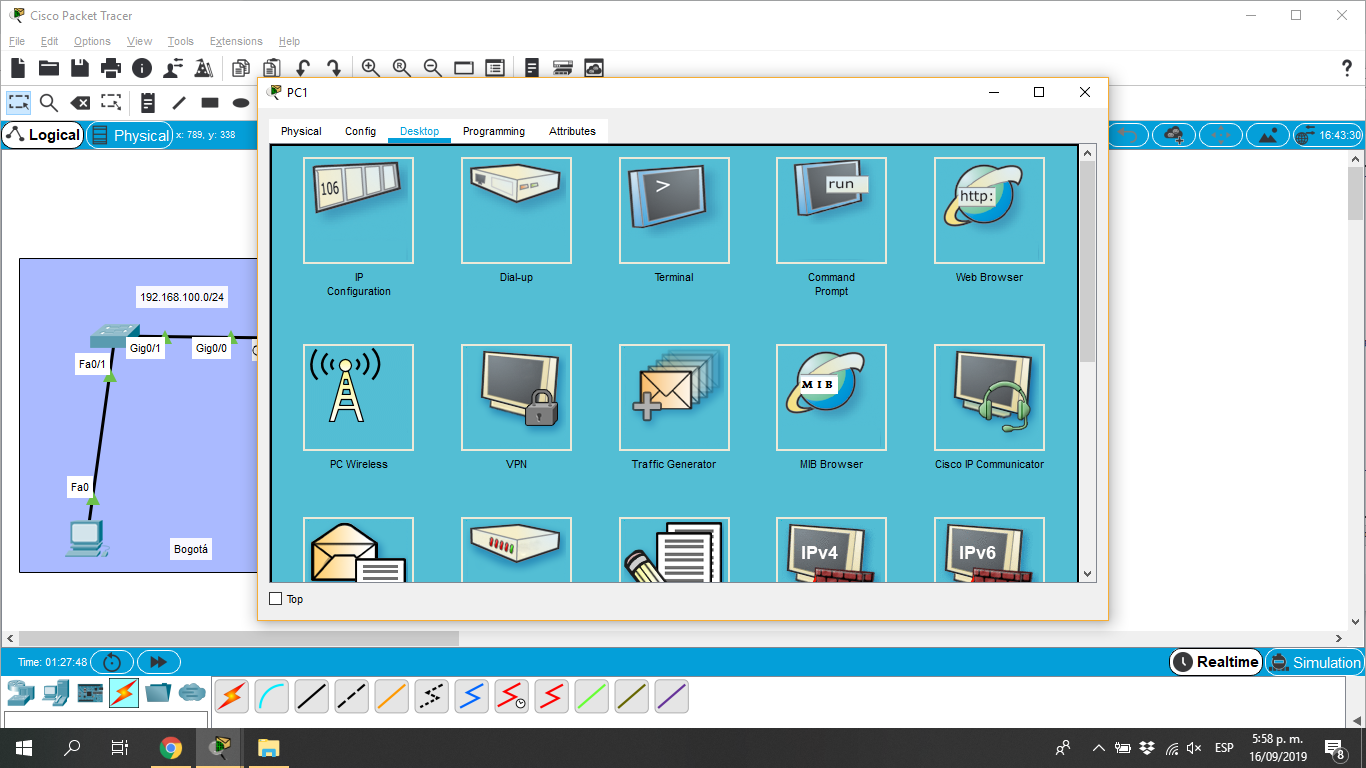 Cisco Packet Tracer
File Edit Options View Tools Extensions Help
?
PC1
Physical Config Desktop Programming Attributes
Logical
Physical
x: 789, y: 338
16:43:30
106
>
run
http:
IP
Configuration
Dial-up
Terminal
Command
Prompt
Web Browser
MIB
PC Wireless
VPN
Traffic Generator
MIB Browser
Cisco IP Communicator
IPv4
IPv6
Top
192.168.100.0/24
Gig0/1
Gig0/0
Fa0/1
Fa0
Bogotá
Time: 01:27:48
Realtime
Simulation
ESP
5:58 p. m.
16/09/2019
8